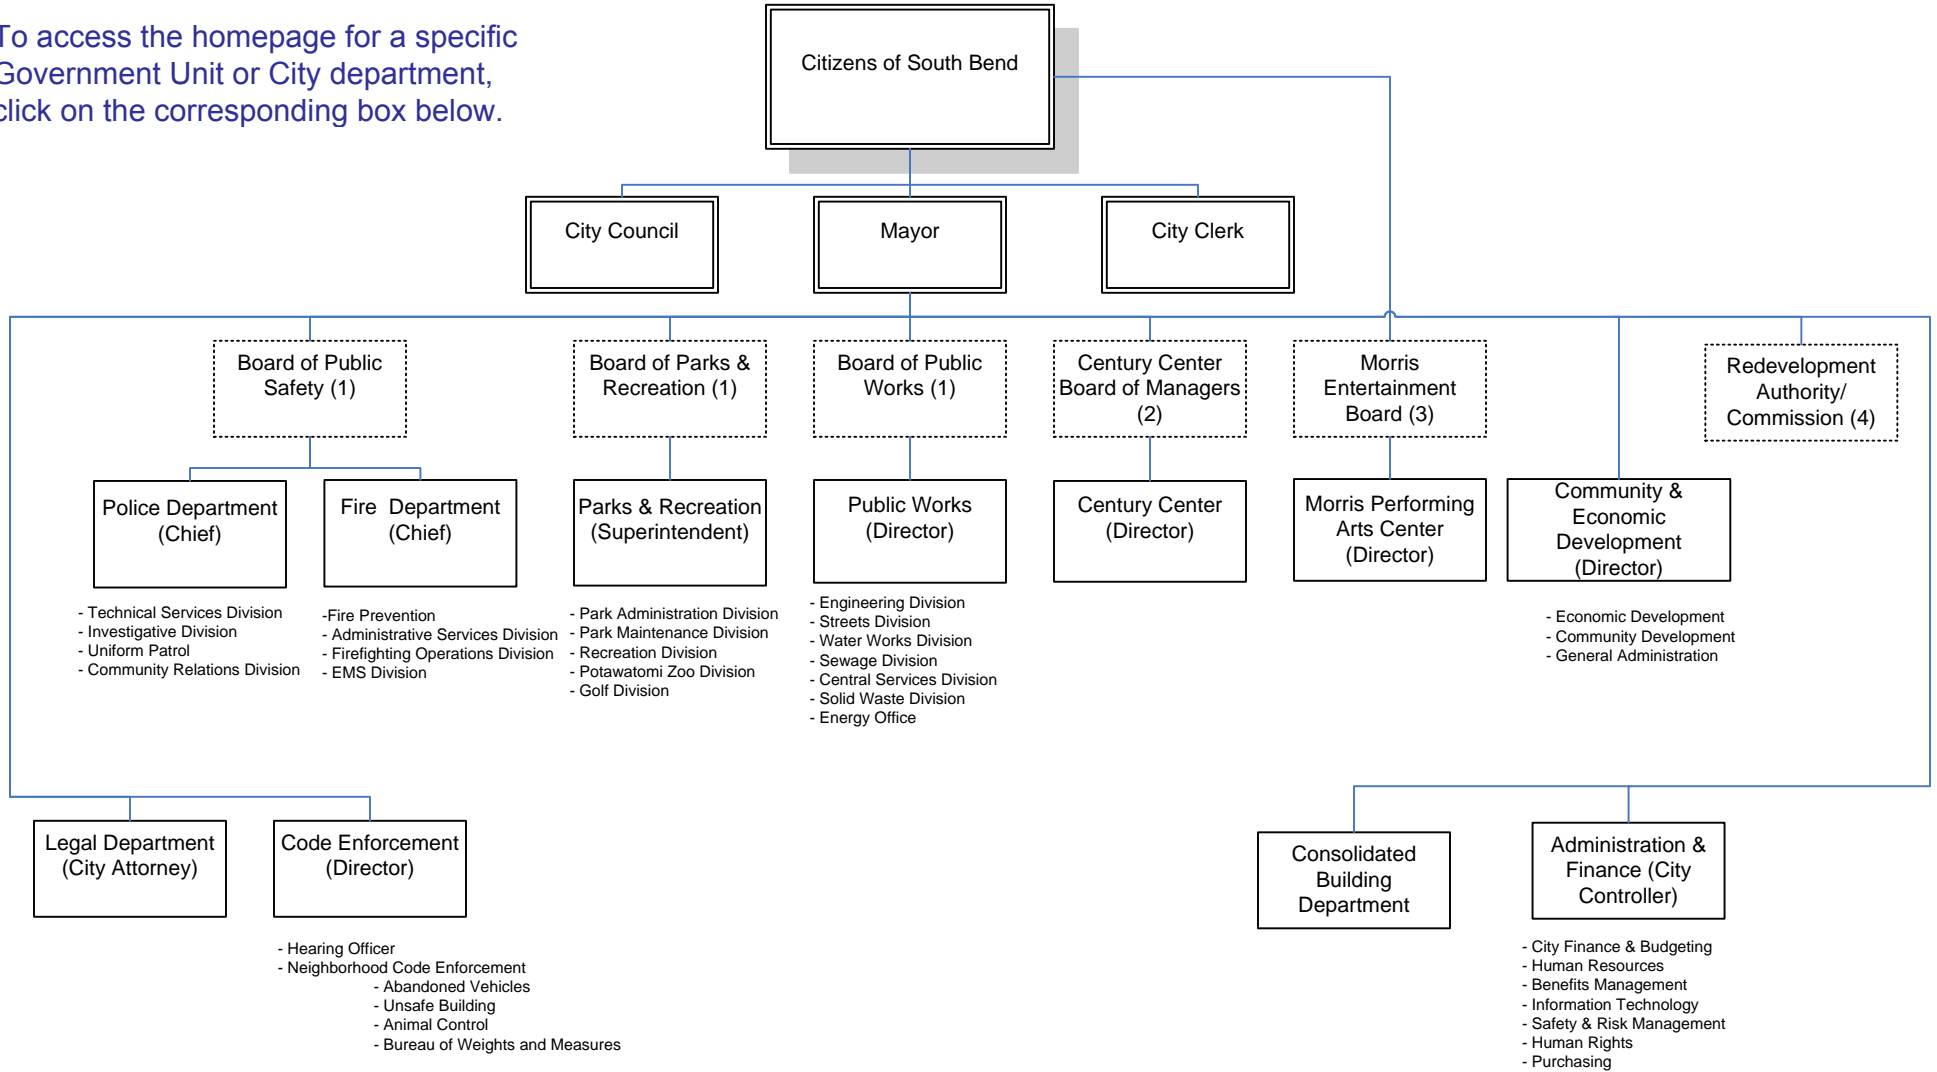 To access the homepage for a specific
Government Unit or City department,
click on the corresponding box below.
Citizens of South Bend
City Council
Mayor
City Clerk
Board of Public
Safety (1)
Board of Parks &
Recreation (1)
Board of Public
Works (1)
Century Center
Board of Managers
(2)
Morris
Entertainment
Board (3)
Redevelopment
Authority/
Commission (4)
Police Department
(Chief)
Fire  Department
(Chief)
Parks & Recreation
(Superintendent)
Public Works
(Director)
Century Center
(Director)
Morris Performing
Arts Center
(Director)
Community &
Economic
Development
(Director)
- Technical Services Division
- Investigative Division
- Uniform Patrol
- Community Relations Division
-Fire Prevention
- Administrative Services Division
- Firefighting Operations Division
- EMS Division
- Park Administration Division
- Park Maintenance Division
- Recreation Division
- Potawatomi Zoo Division
- Golf Division
- Engineering Division
- Streets Division
- Water Works Division
- Sewage Division
- Central Services Division
- Solid Waste Division
- Energy Office
- Economic Development
- Community Development
- General Administration
Legal Department
(City Attorney)
Code Enforcement
(Director)
Consolidated
Building
Department
Administration &
Finance (City
Controller)
- Hearing Officer
- Neighborhood Code Enforcement
- Abandoned Vehicles
- Unsafe Building
- Animal Control
- Bureau of Weights and Measures
- City Finance & Budgeting
- Human Resources
- Benefits Management
- Information Technology
- Safety & Risk Management
- Human Rights
- Purchasing